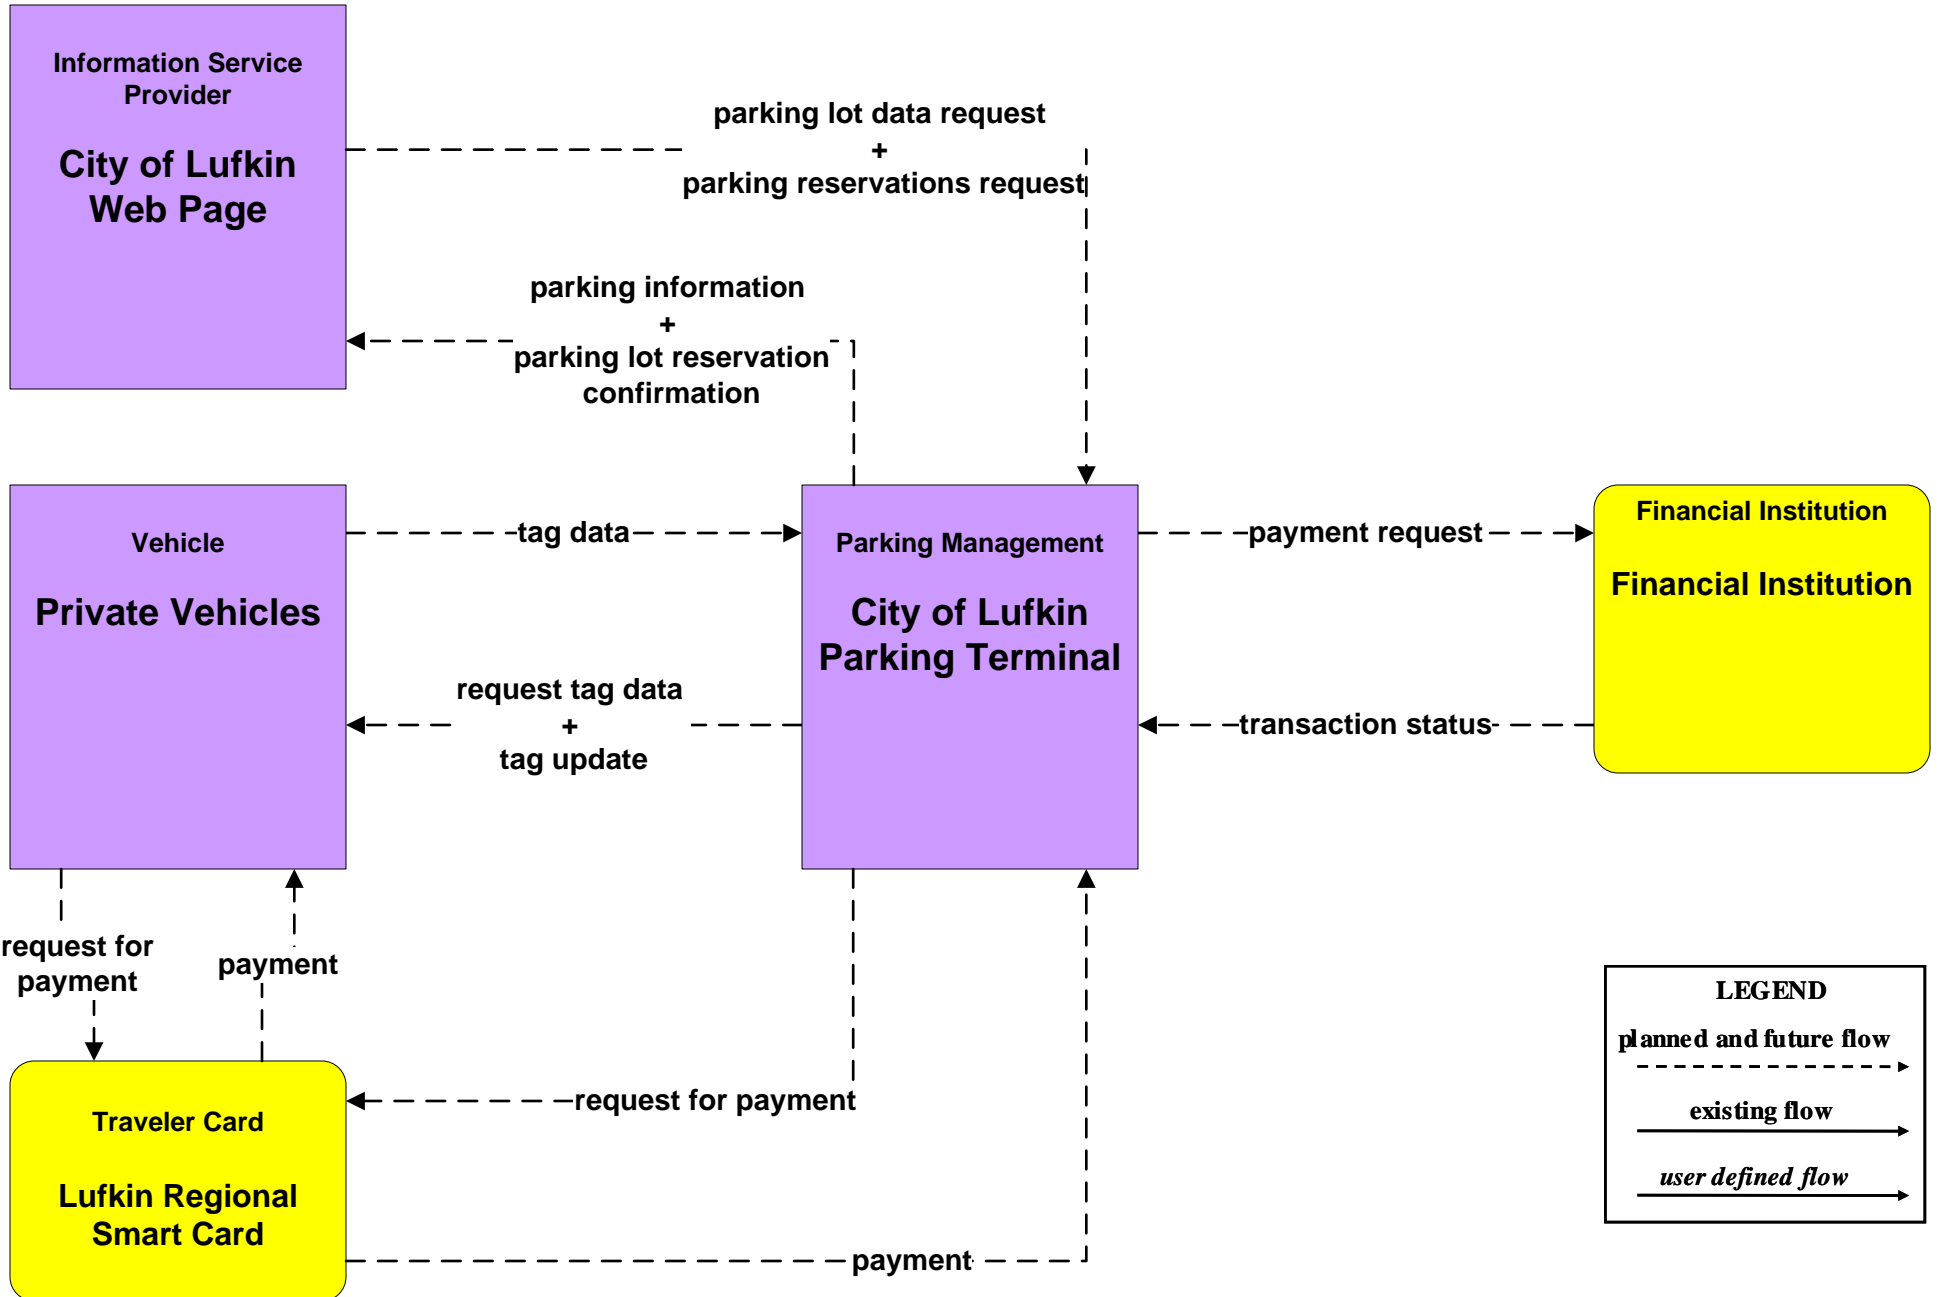 Information Service
Provider
City of Lufkin
Web Page
parking lot data request
+
parking reservations request
parking information
+
parking lot reservation
confirmation
Vehicle
Private Vehicles
tag data
Parking Management
City of Lufkin
Parking Terminal
payment request
Financial Institution
Financial Institution
request tag data
+
tag update
transaction status
request for
payment
payment
Traveler Card
Lufkin Regional
Smart Card
request for payment
payment
LEGEND
planned and future flow
existing flow
user defined flow